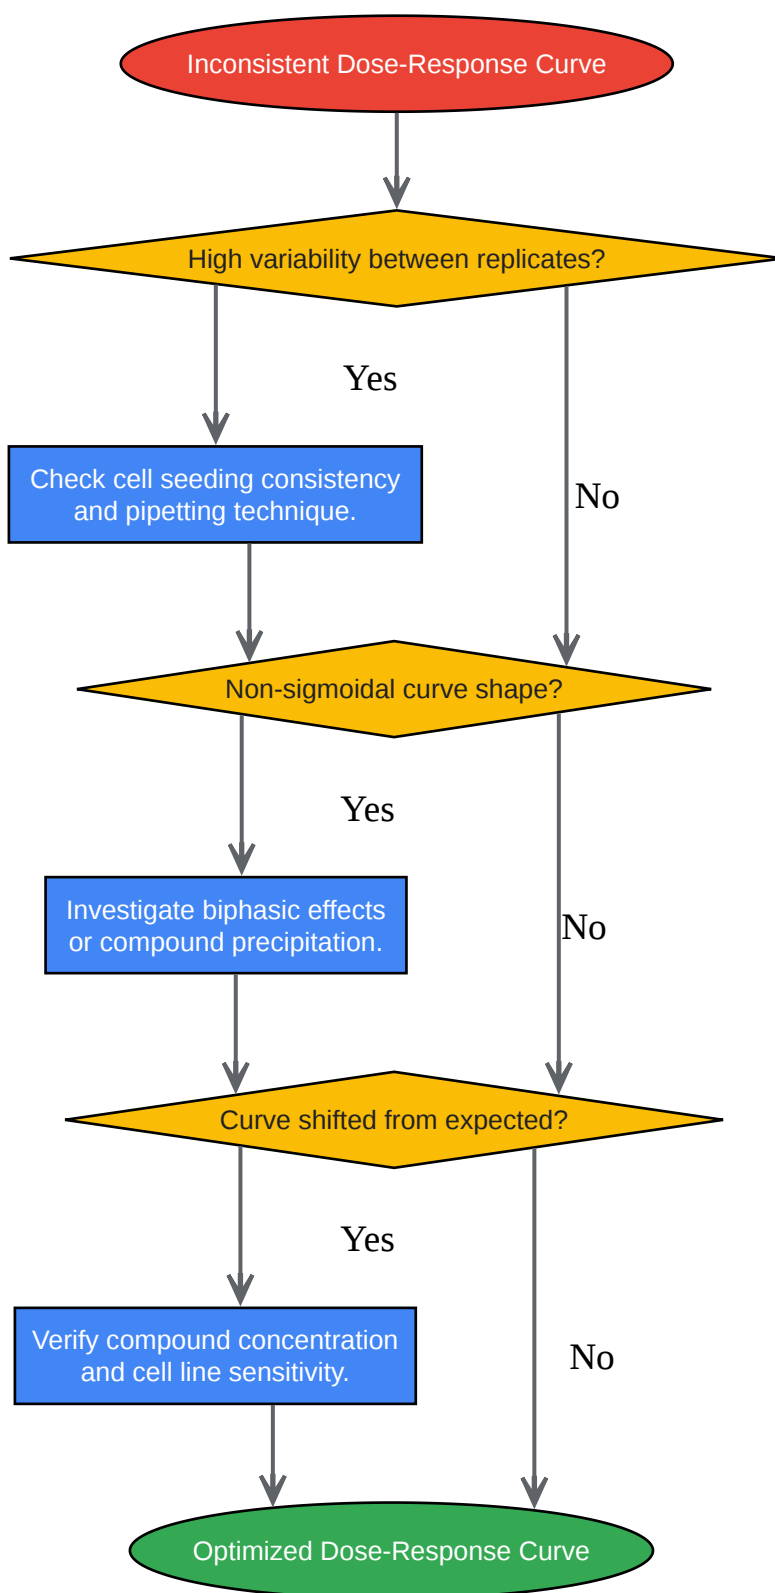 Inconsistent Dose-Response Curve
High variability between replicates?
Yes
Check cell seeding consistency
and pipetting technique.
No
Non-sigmoidal curve shape?
Yes
Investigate biphasic effects
or compound precipitation.
No
Curve shifted from expected?
Yes
Verify compound concentration
and cell line sensitivity.
No
Optimized Dose-Response Curve